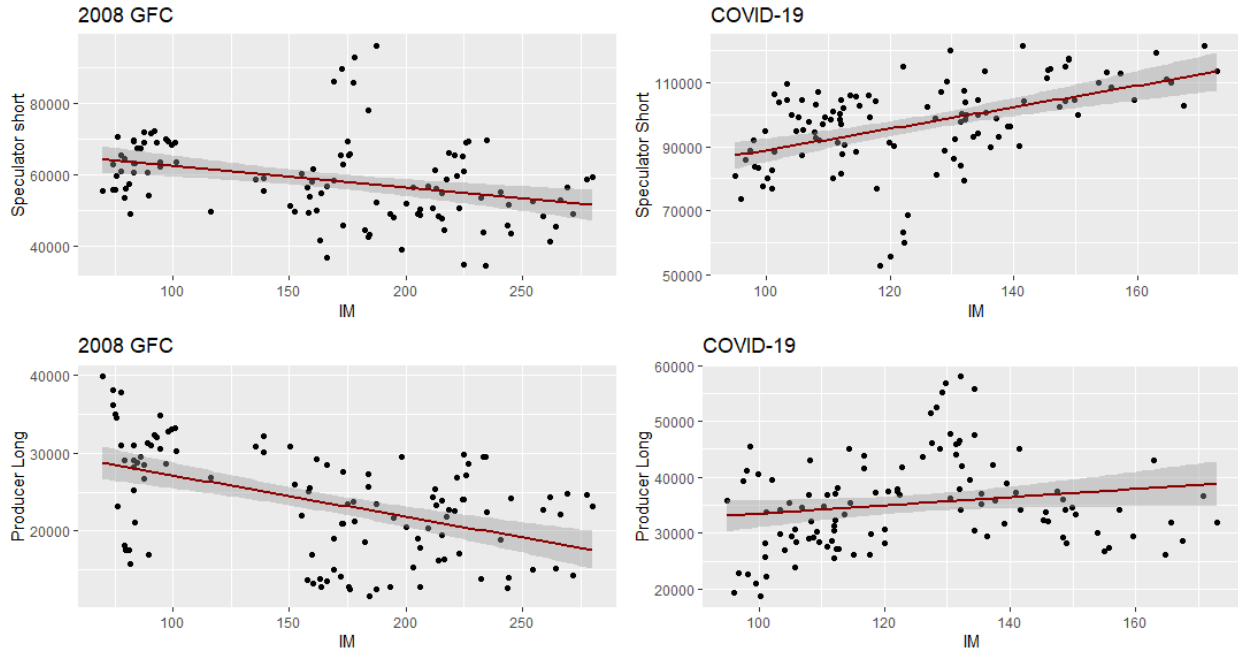 2008 GFC
Speculator short
80000
60000
40000
100
150
200
250
IM
COVID-19
Speculator Short
110000
90000
70000
50000
100
120
140
160
IM
2008 GFC
Producer Long
40000
30000
20000
100
150
200
250
IM
COVID-19
Producer Long
60000
50000
40000
30000
20000
100
120
140
160
IM